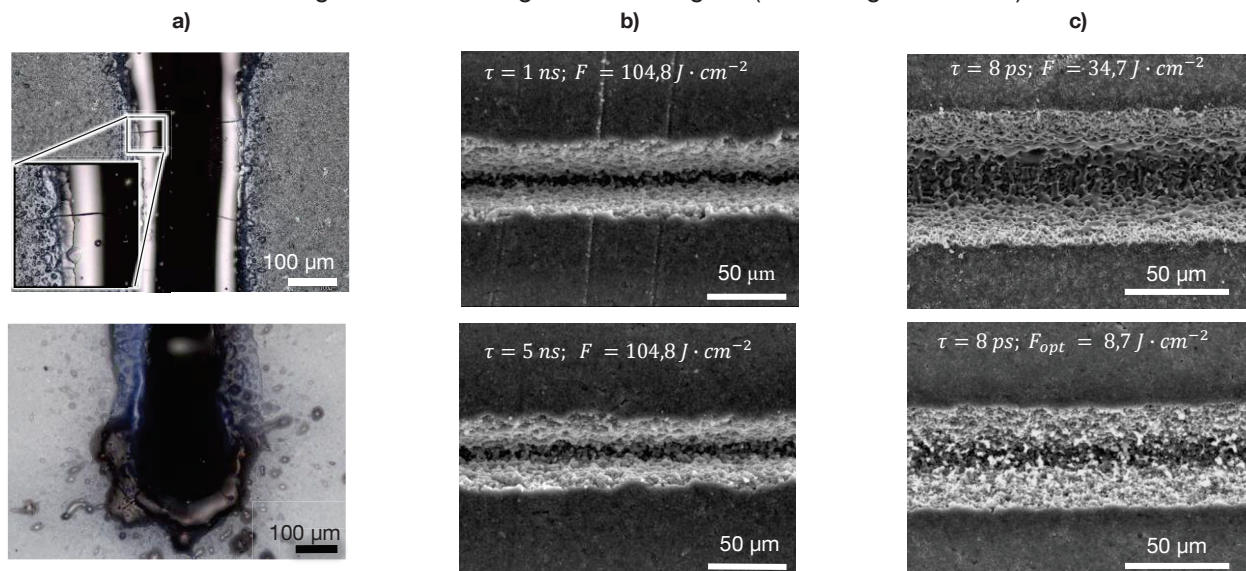 a)
b)
c)
100 µm
τ = 1 ns; F = 104,8 J · cm⁻²
50 µm
τ = 8 ps; F = 34,7 J · cm⁻²
50 µm
100 µm
τ = 5 ns; F = 104,8 J · cm⁻²
50 µm
τ = 8 ps; F_opt = 8,7 J · cm⁻²
50 µm